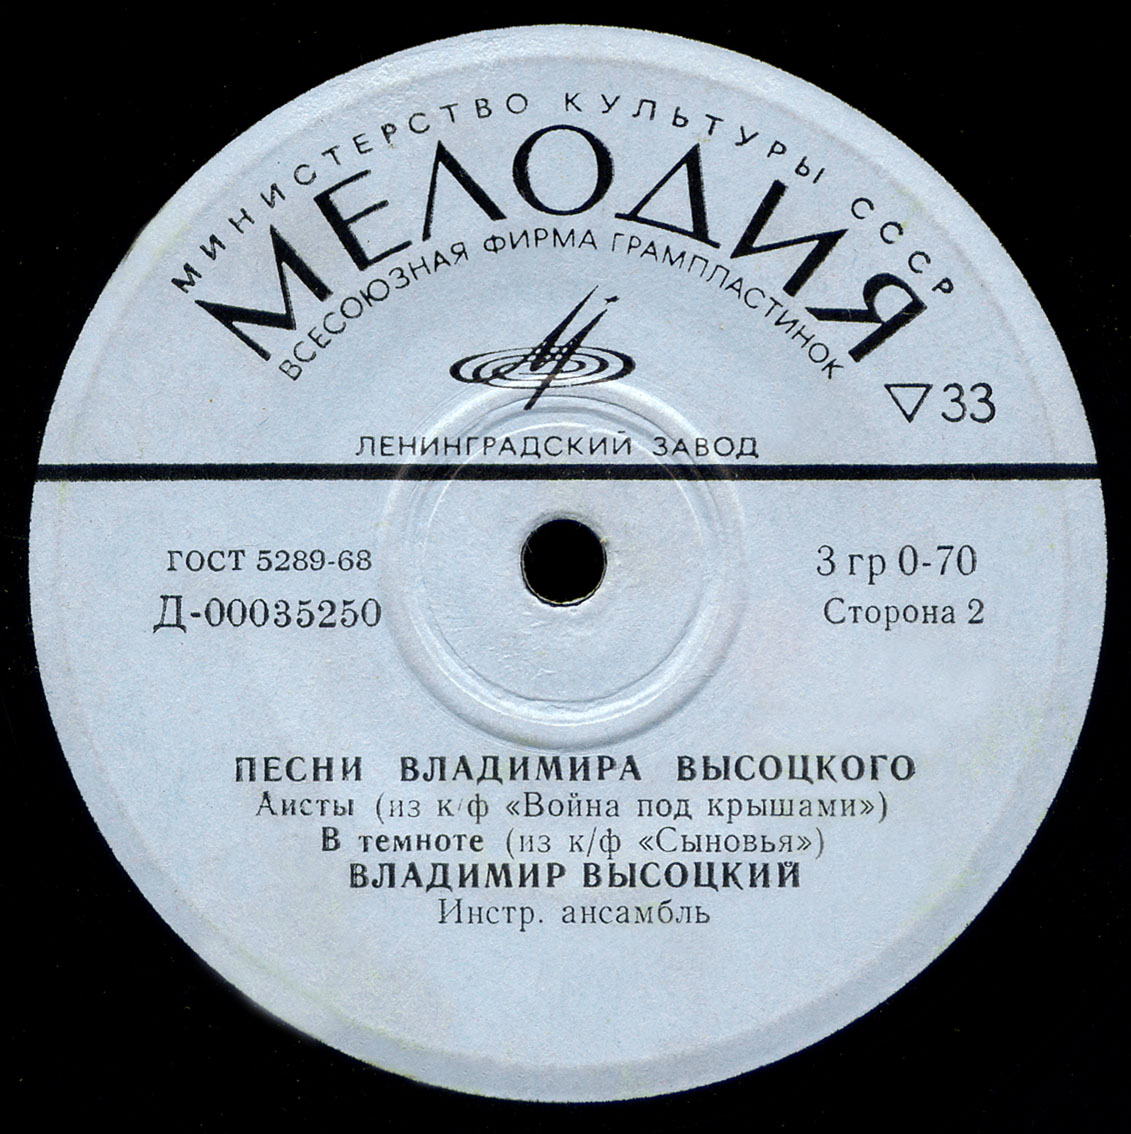 МИНИСТЕРСТВО КУЛЬТУРЫ СССР
МЕЛОДИЯ
ВСЕСОЮЗНАЯ ФИРМА ГРАМПЛАСТИНОК
33
ЛЕНИНГРАДСКИЙ ЗАВОД
ГОСТ 5289-68
Д-00035250
3 гр 0-70
Сторона 2
ПЕСНИ ВЛАДИМИРА ВЫСОЦКОГО
Аисты (из к/ф «Война под крышами»)
В темноте (из к/ф «Сыновья»)
ВЛАДИМИР ВЫСОЦКИЙ
Инстр. ансамбль